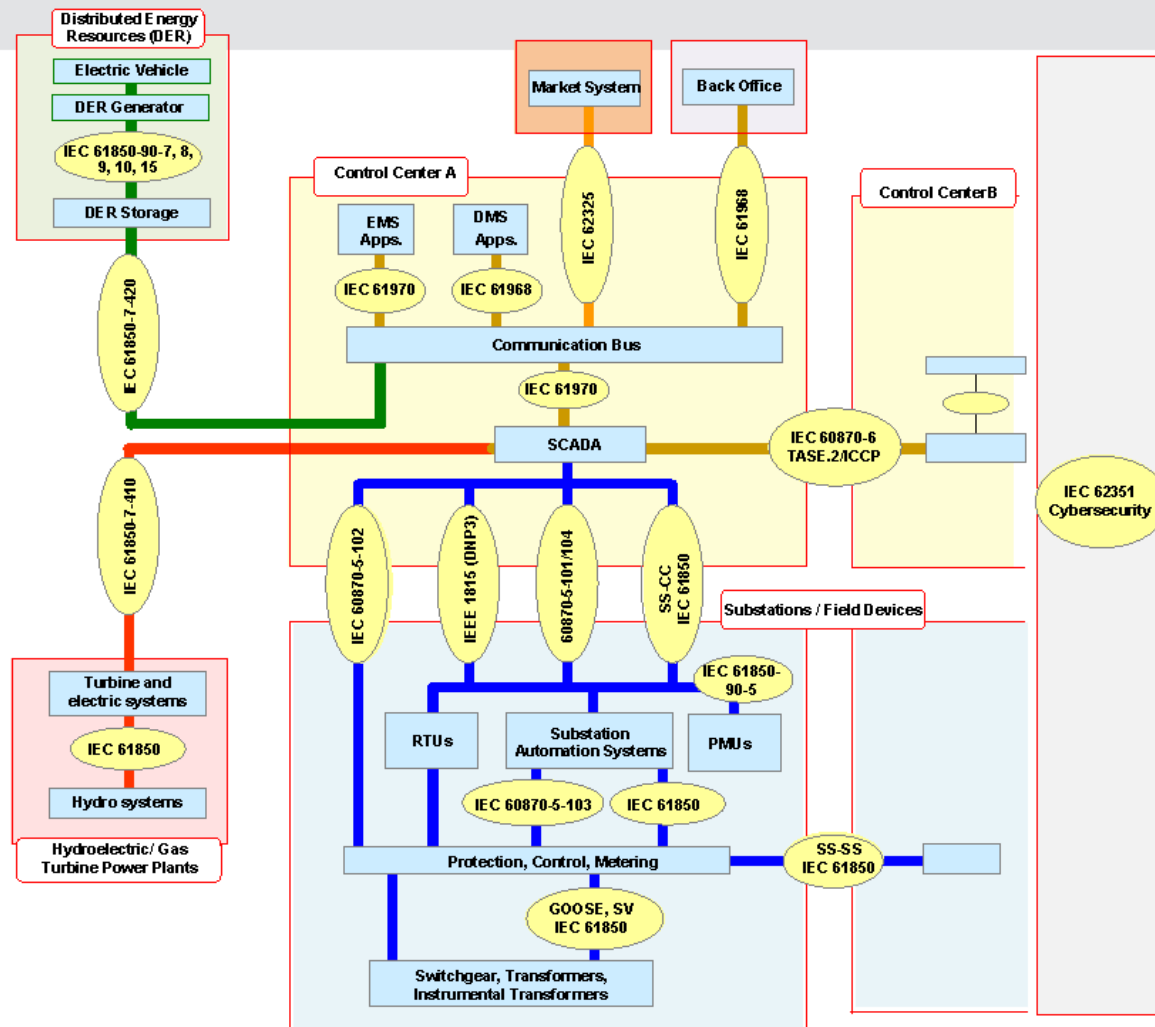 Distributed Energy
Resources (DER)
Electric Vehicle
DER Generator
IEC 61850-90-7, 8,
9, 10, 15
DER Storage
IEC 61850-7-420
Market System
Back Office
Control Center A
EMS
Apps.
DMS
Apps.
IEC 62325
IEC 61968
IEC 61970
IEC 61968
Communication Bus
IEC 61970
SCADA
Control Center B
IEC 60870-6
TASE.2/ICCP
IEC 62351
Cybersecurity
IEC 61850-7-410
IEC 60870-5-102
IEEE 1815 (DNP3)
60870-5-101/104
SS-CC
IEC 61850
Substations / Field Devices
Turbine and
electric systems
IEC 61850
Hydro systems
Hydroelectric/ Gas
Turbine Power Plants
IEC 61850-
90-5
RTUs
Substation
Automation Systems
PMUs
IEC 60870-5-103
IEC 61850
Protection, Control, Metering
SS-SS
IEC 61850
GOOSE, SV
IEC 61850
Switchgear, Transformers,
Instrumental Transformers